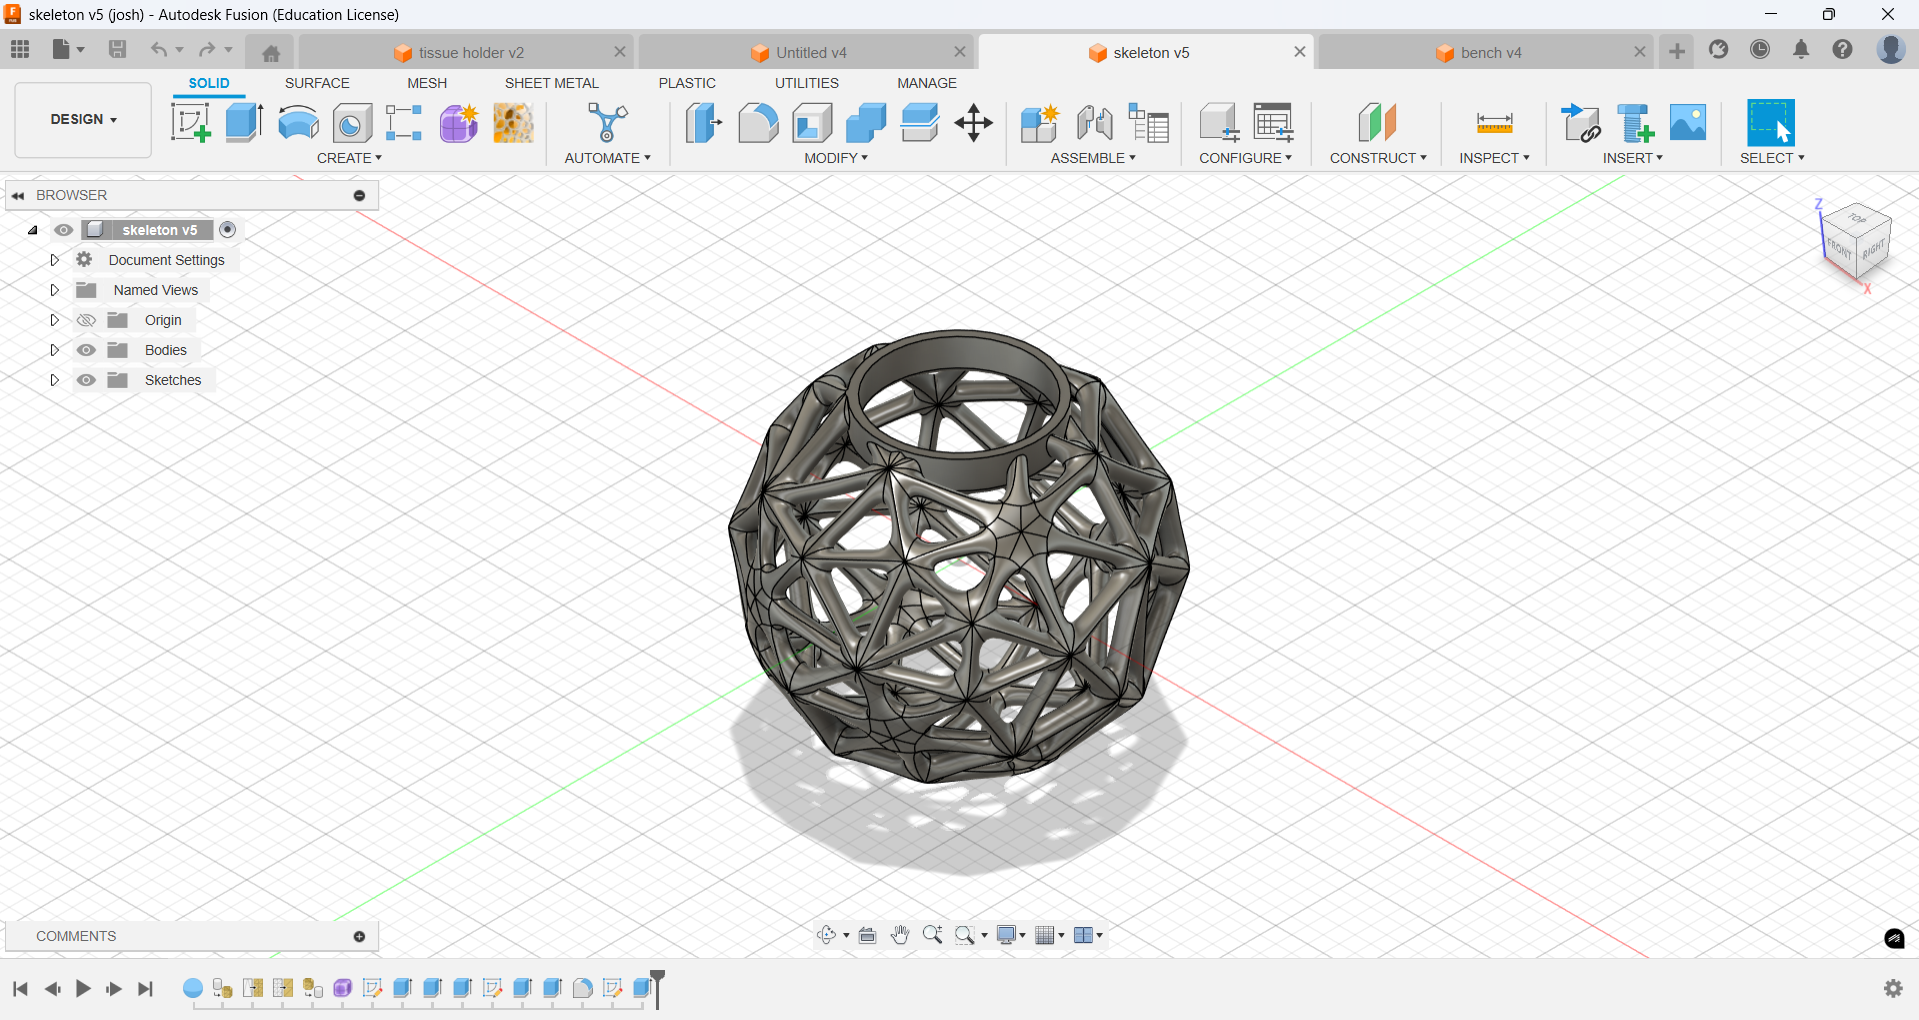 skeleton v5 (josh) - Autodesk Fusion (Education License)
tissue holder v2
Untitled v4
skeleton v5
bench v4
DESIGN
SOLID
SURFACE
MESH
SHEET METAL
PLASTIC
UTILITIES
MANAGE
CREATE
AUTOMATE
MODIFY
ASSEMBLE
CONFIGURE
CONSTRUCT
INSPECT
INSERT
SELECT
BROWSER
skeleton v5
Document Settings
Named Views
Origin
Bodies
Sketches
Z
TOP
FRONT
RIGHT
X
COMMENTS